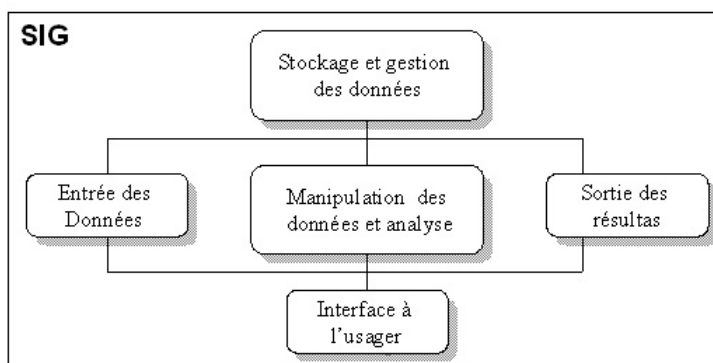 SIG
Stockage et gestion
des données
Entrée des
Données
Manipulation des
données et analyse
Sortie des
résultas
Interface à
l'usager